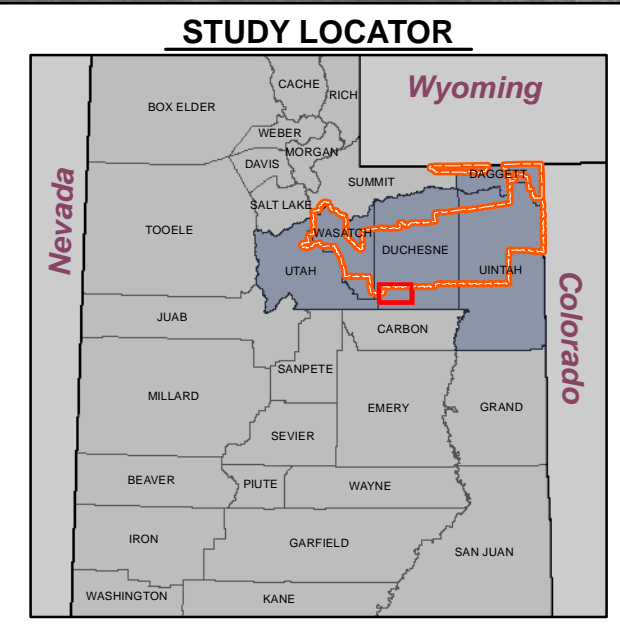 STUDY LOCATOR
CACHE
RICH
Wyoming
BOX ELDER
WEBER
MORGAN
DAVIS
DAGGETT
SUMMIT
SALT LAKE
Nevada
TOOELE
WASATCH
DUCHESNE
UTAH
UINTAH
Colorado
JUAB
CARBON
SANPETE
MILLARD
EMERY
GRAND
SEVIER
BEAVER
PIUTE
WAYNE
IRON
GARFIELD
SAN JUAN
WASHINGTON
KANE